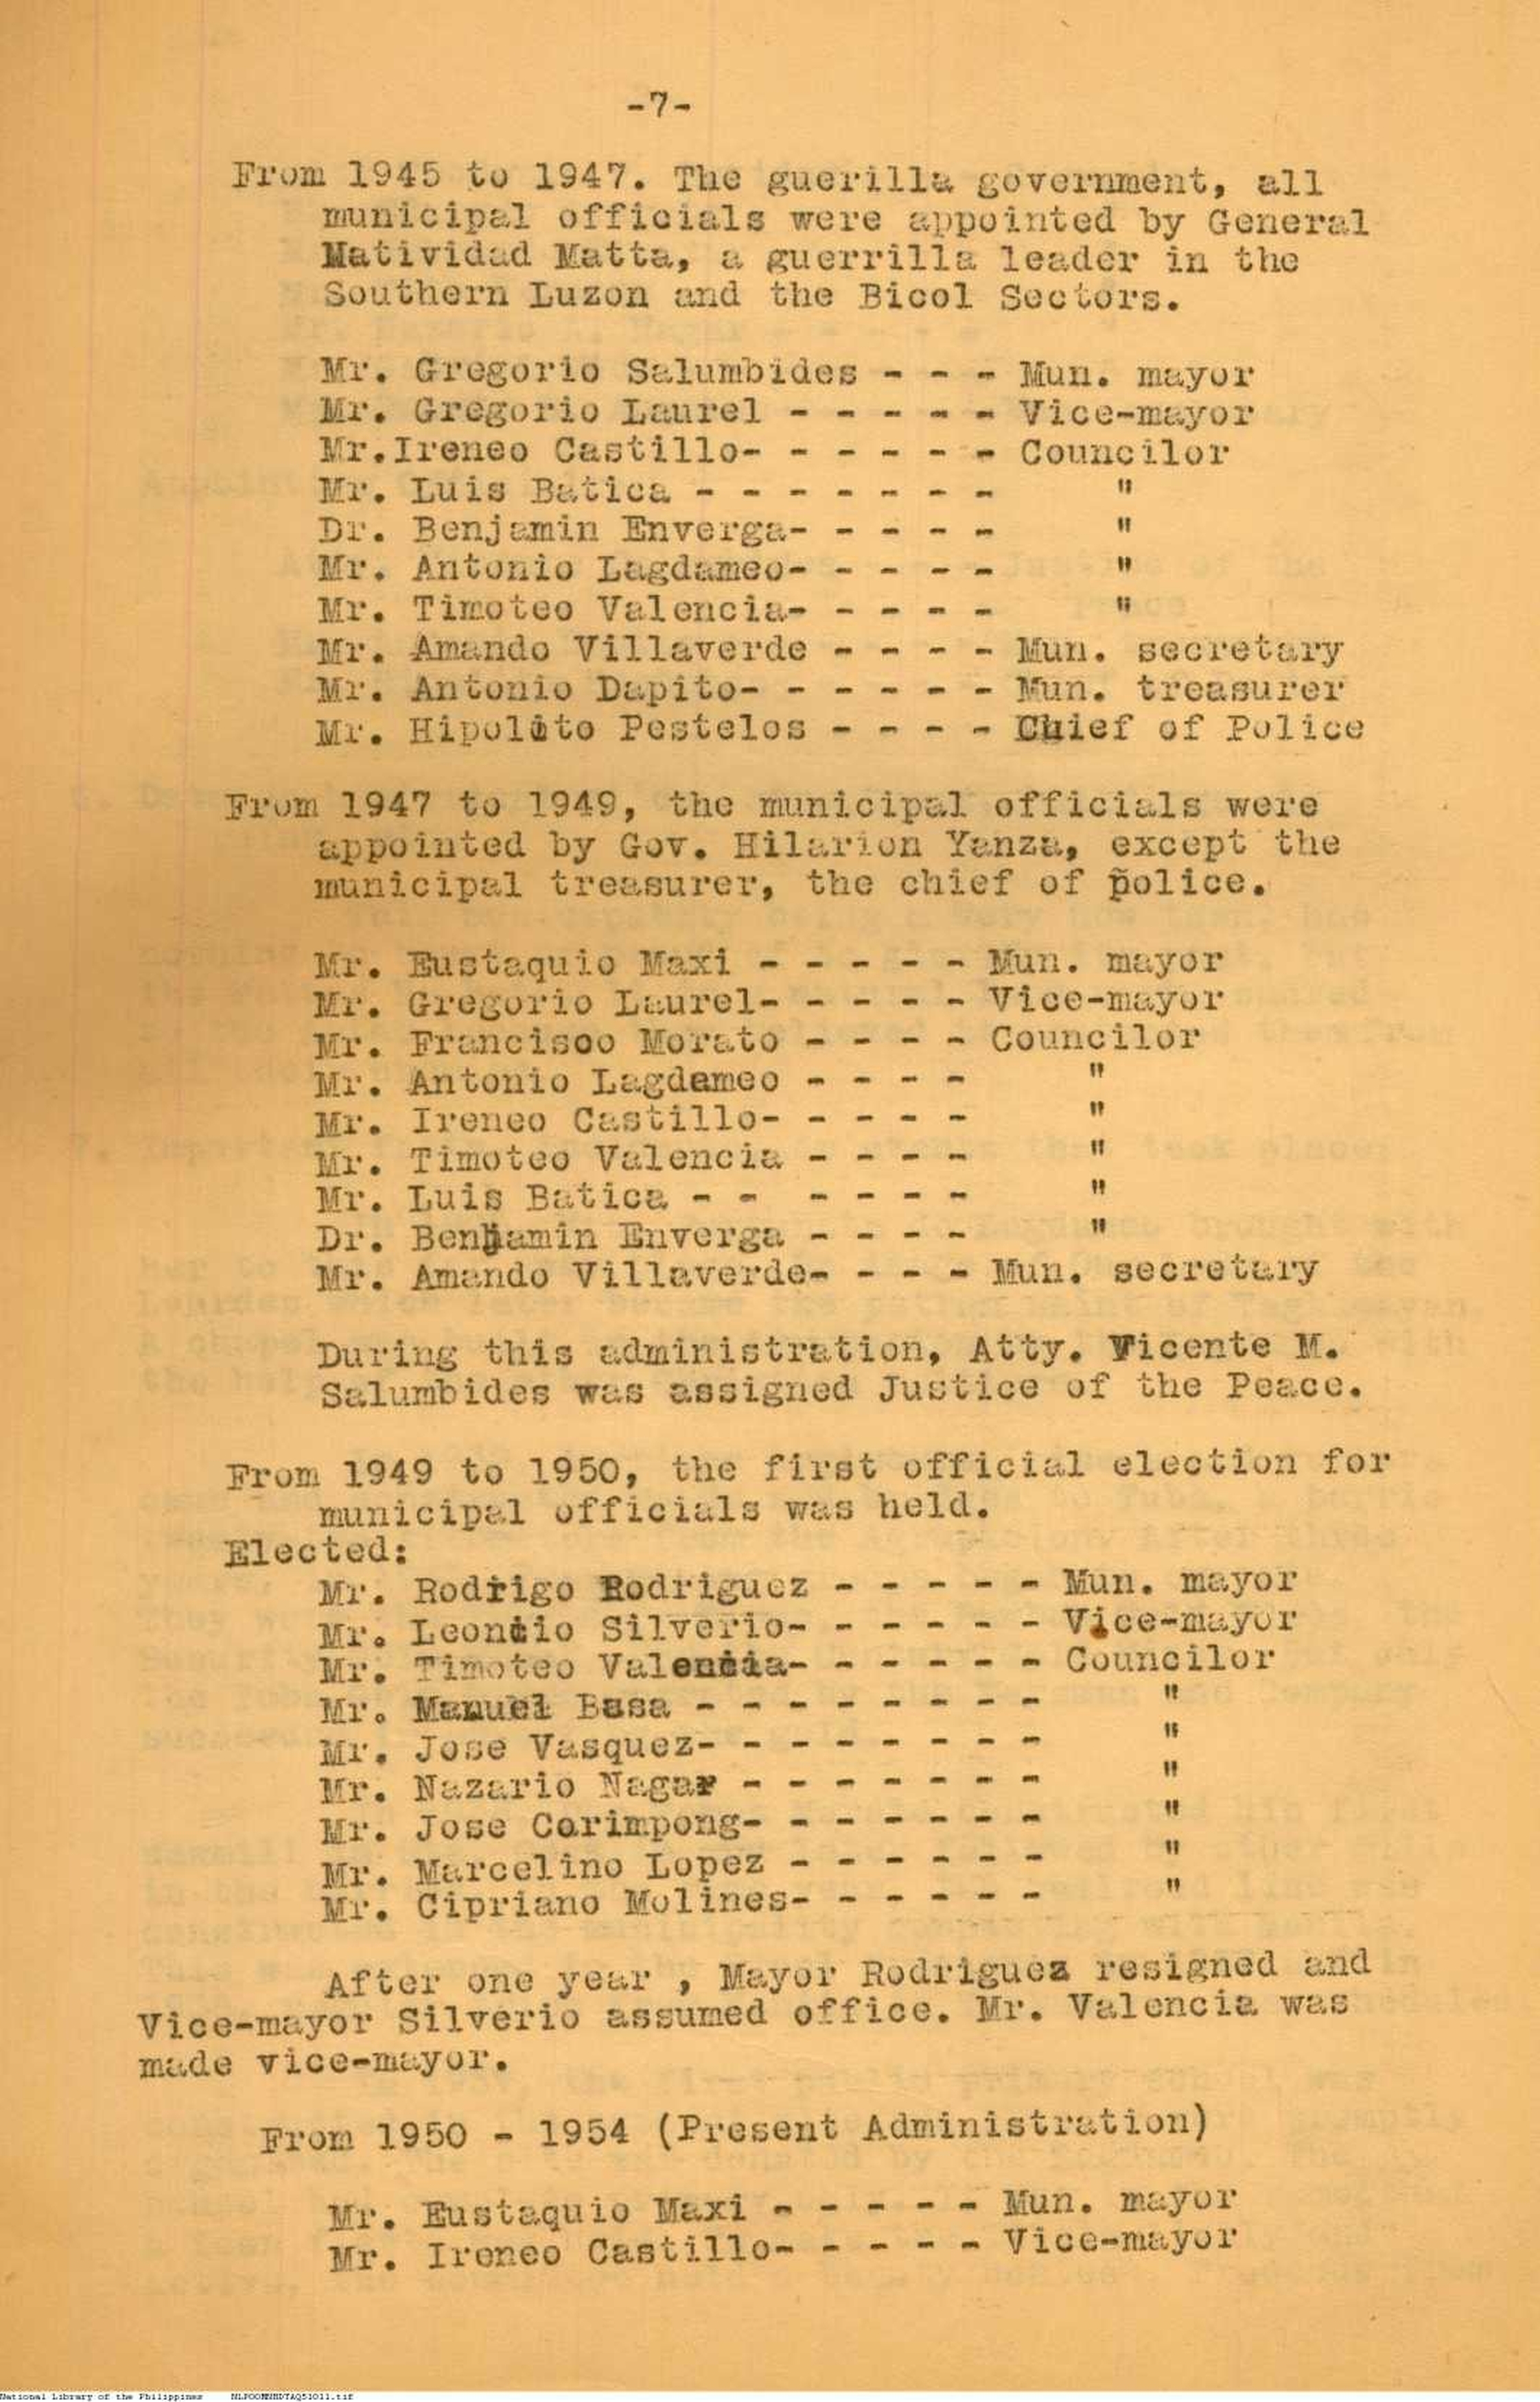 -7-
From 1945 to 1947. The guerilla government, all
municipal officials were appointed by General
Natividad Matta, a guerrilla leader in the
Southern Luzon and the Bicol Sectors.
Mr. Gregorio Salumbides - - - Mun. mayor
Mr. Gregorio Laurel - - - - - Vice-mayor
Mr.Ireneo Castillo- - - - - - Councilor
Mr. Luis Batica - - - - - - - "
Dr. Benjamin Enverga- - - - - "
Mr. Antonio Lagdameo- - - - - "
Mr. Timoteo Valencia- - - - - "
Mr. Amando Villaverde - - - - Mun. secretary
Mr. Antonio Dapito- - - - - - Mun. treasurer
Mr. Hipolito Pestelos - - - - Chief of Police
From 1947 to 1949, the municipal officials were
appointed by Gov. Hilarion Yanza, except the
municipal treasurer, the chief of police.
Mr. Eustaquio Maxi - - - - - Mun. mayor
Mr. Gregorio Laurel- - - - - Vice-mayor
Mr. Francisco Morato - - - - Councilor
Mr. Antonio Lagdameo - - - - "
Mr. Ireneo Castillo- - - - - "
Mr. Timoteo Valencia - - - - "
Mr. Luis Batica - - - - - - "
Dr. Benjamin Enverga - - - - "
Mr. Amando Villaverde- - - - Mun. secretary
During this administration, Atty. Vicente M.
Salumbides was assigned Justice of the Peace.
From 1949 to 1950, the first official election for
municipal officials was held.
Elected:
Mr. Rodrigo Rodriguez - - - - - Mun. mayor
Mr. Leoncio Silverio- - - - - - Vice-mayor
Mr. Timoteo Valencia- - - - - - Councilor
Mr. Manuel Basa - - - - - - - - "
Mr. Jose Vasquez- - - - - - - - "
Mr. Nazario Nagar - - - - - - - "
Mr. Jose Carimpong- - - - - - - "
Mr. Marcelino Lopez - - - - - - "
Mr. Cipriano Molines- - - - - - "
After one year , Mayor Rodriguez resigned and
Vice-mayor Silverio assumed office. Mr. Valencia was
made vice-mayor.
From 1950 - 1954 (Present Administration)
Mr. Eustaquio Maxi - - - - - Mun. mayor
Mr. Ireneo Castillo- - - - - Vice-mayor
National Library of the Philippines